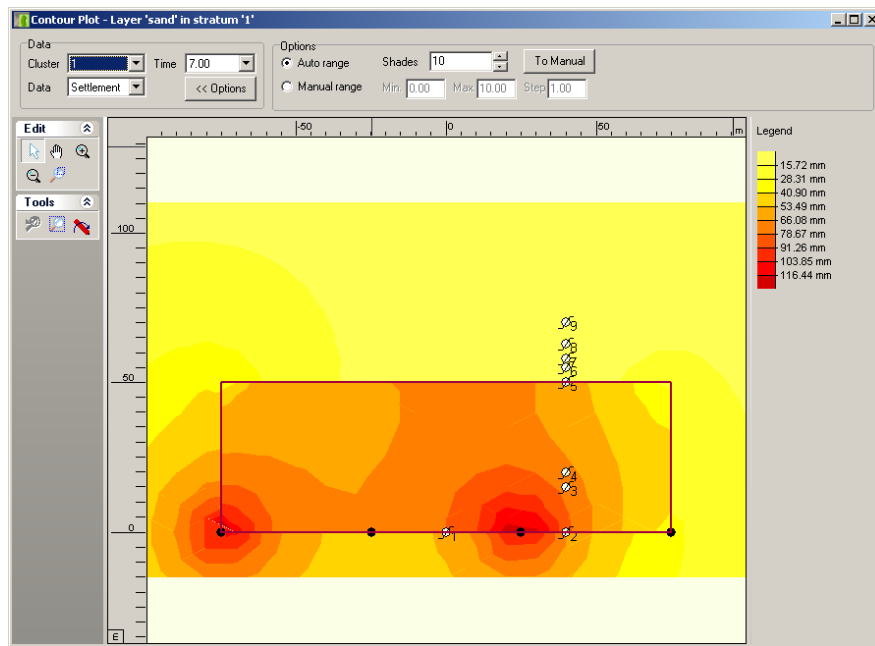 Contour Plot - Layer 'sand' in stratum '1'
Data
Cluster 1 Time 7.00
Data Settlement << Options
Options
Auto range Shades 10 To Manual
Manual range Min. 0.00 Max. 10.00 Step 1.00
Edit
Tools
-50 0 50 m
100
50
0
E
9
8
7
6
5
4
3
1 2
Legend
15.72 mm
28.31 mm
40.90 mm
53.49 mm
66.08 mm
78.67 mm
91.26 mm
103.85 mm
116.44 mm